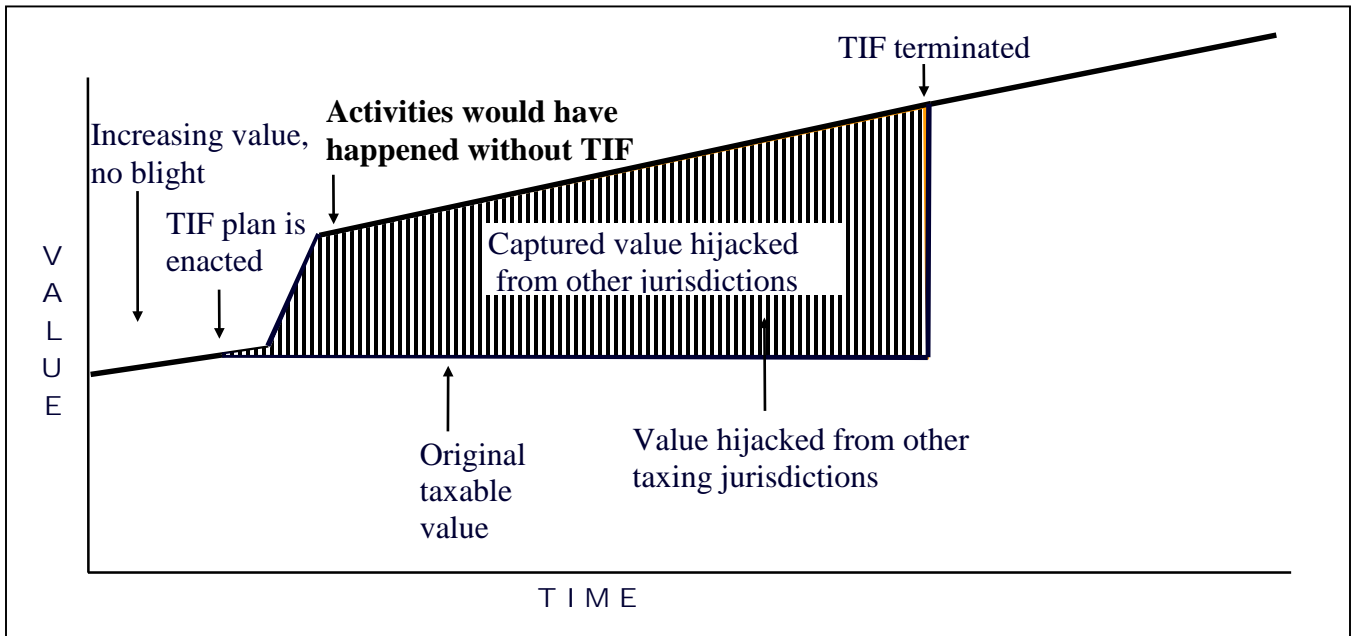 TIF terminated
Activities would have
happened without TIF
Increasing value,
no blight
TIF plan is
enacted
Captured value hijacked
from other jurisdictions
V
A
L
U
E
Original
taxable
value
Value hijacked from other
taxing jurisdictions
TIME